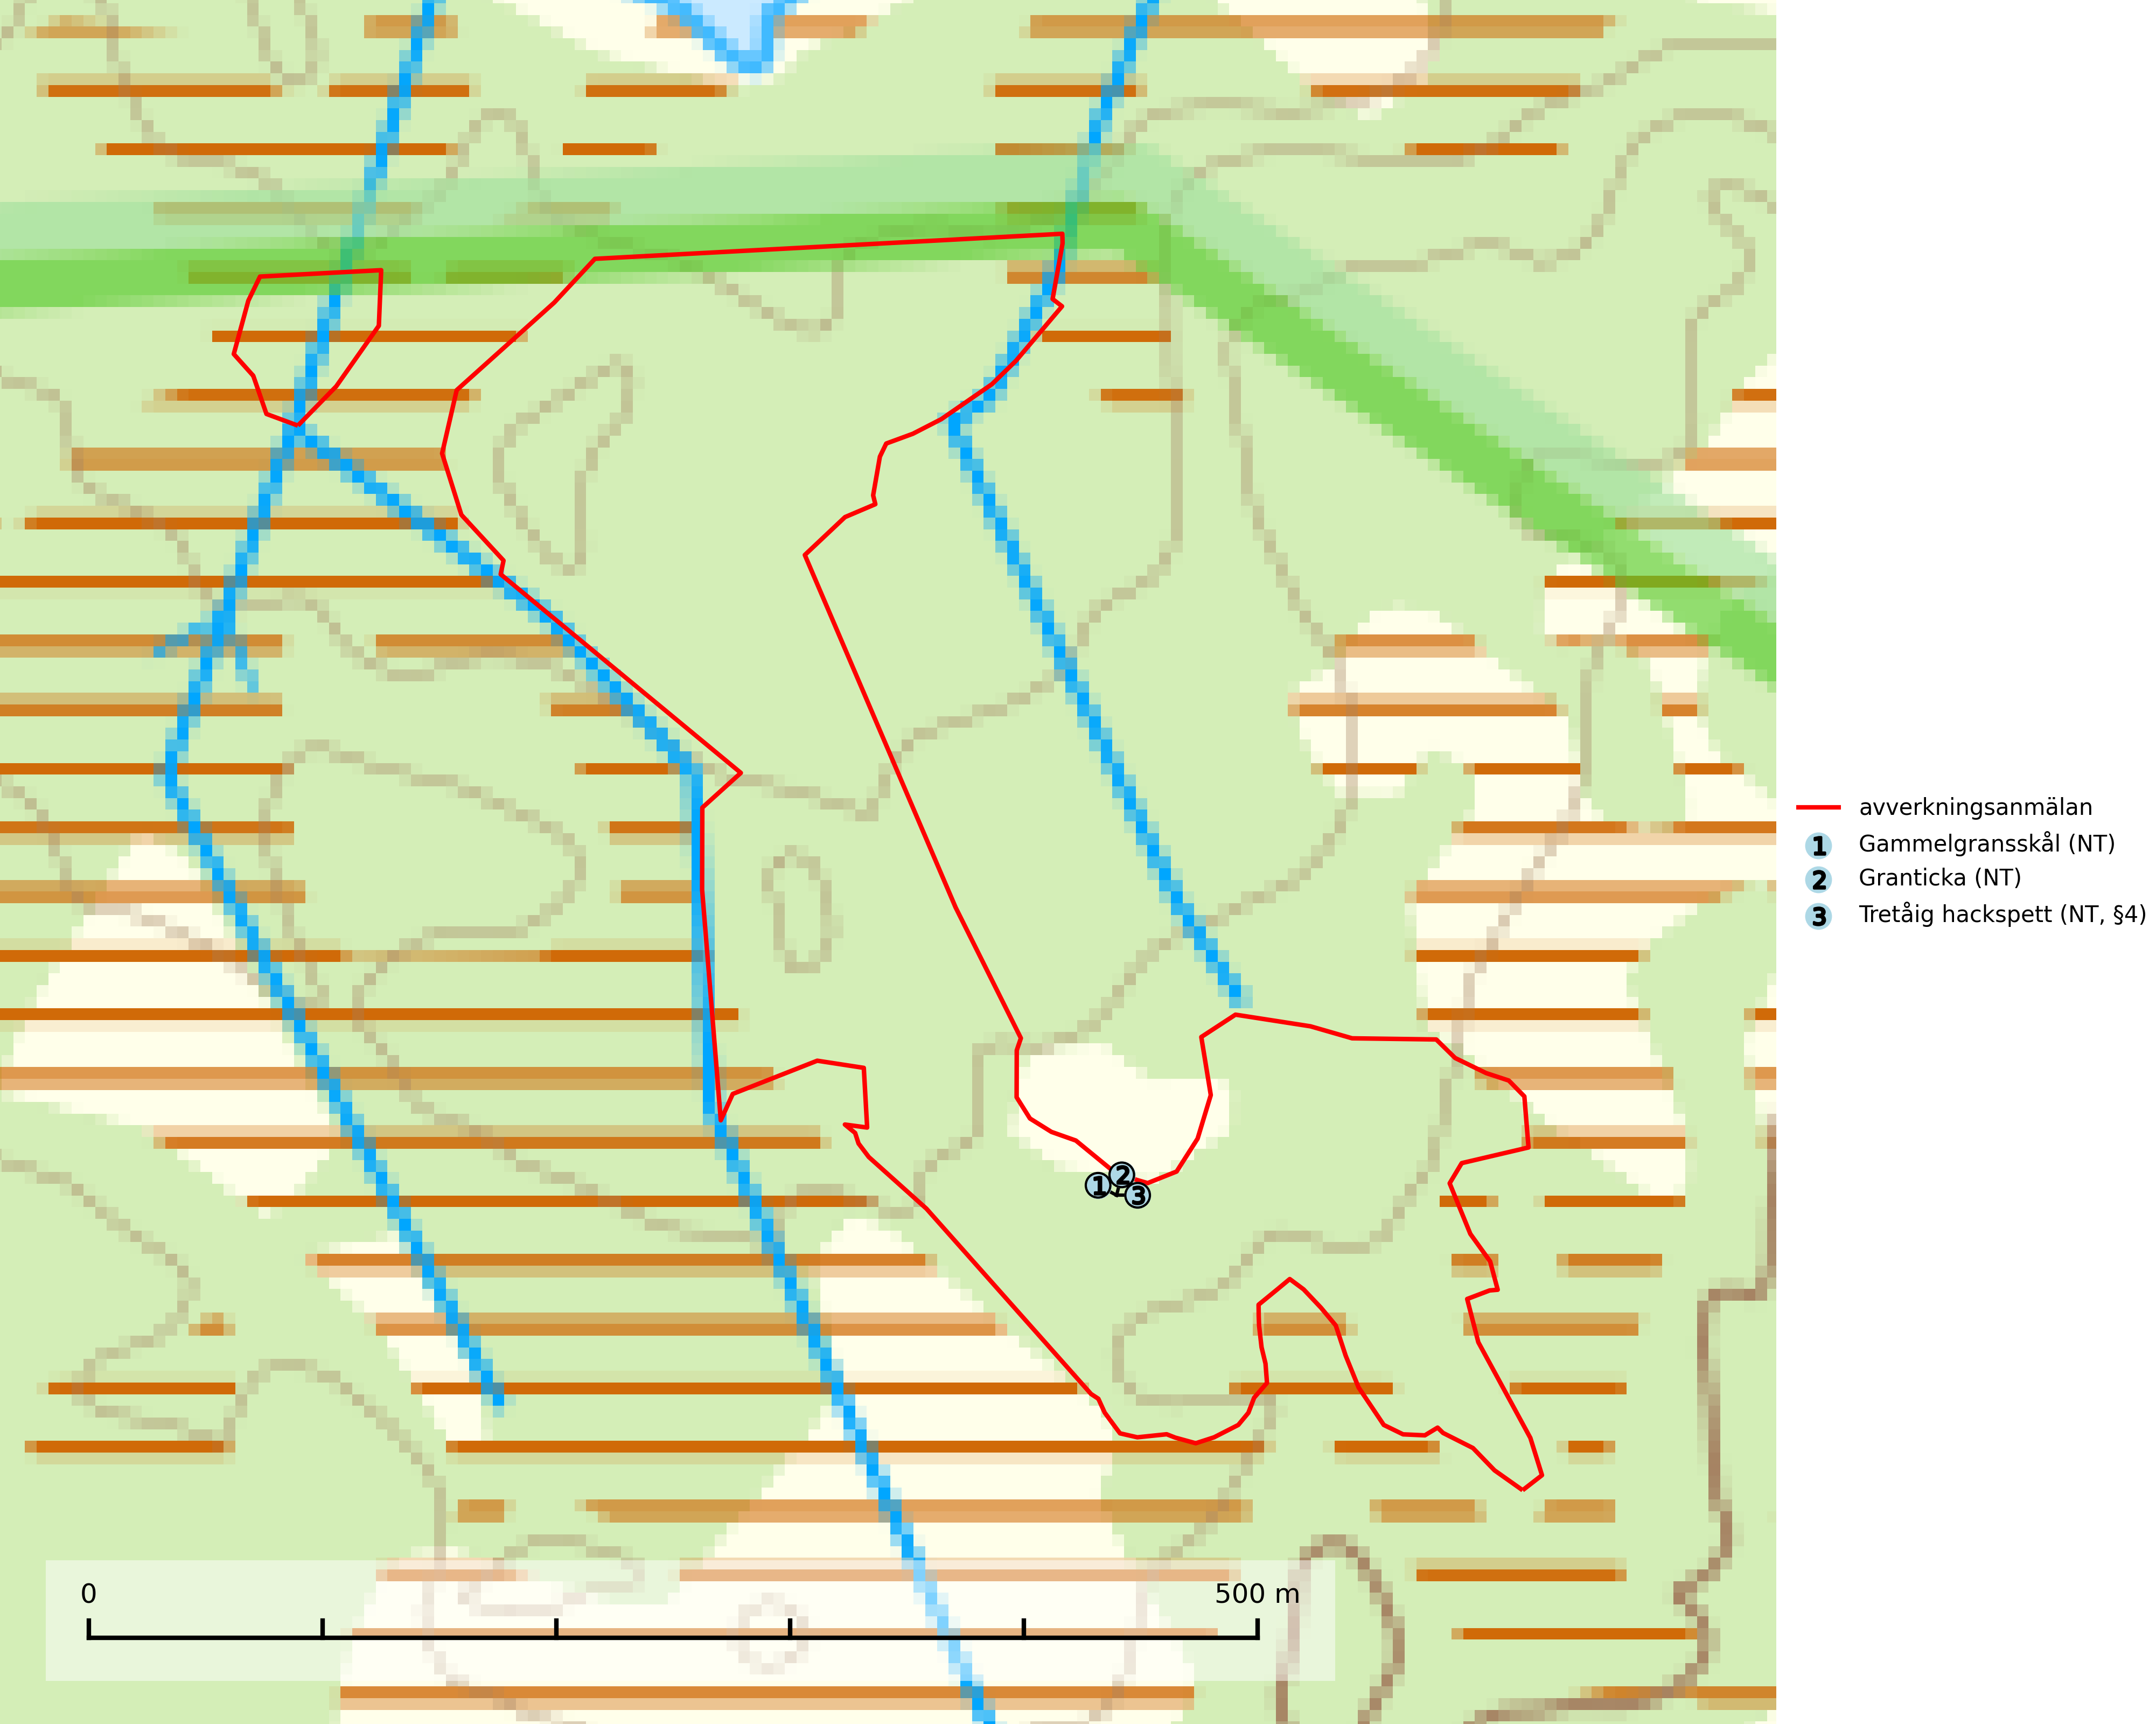 avverkningsanmälan
1 Gammelgransskål (NT)
2 Granticka (NT)
3 Tretåig hackspett (NT, §4)
2
1
3
0
500 m